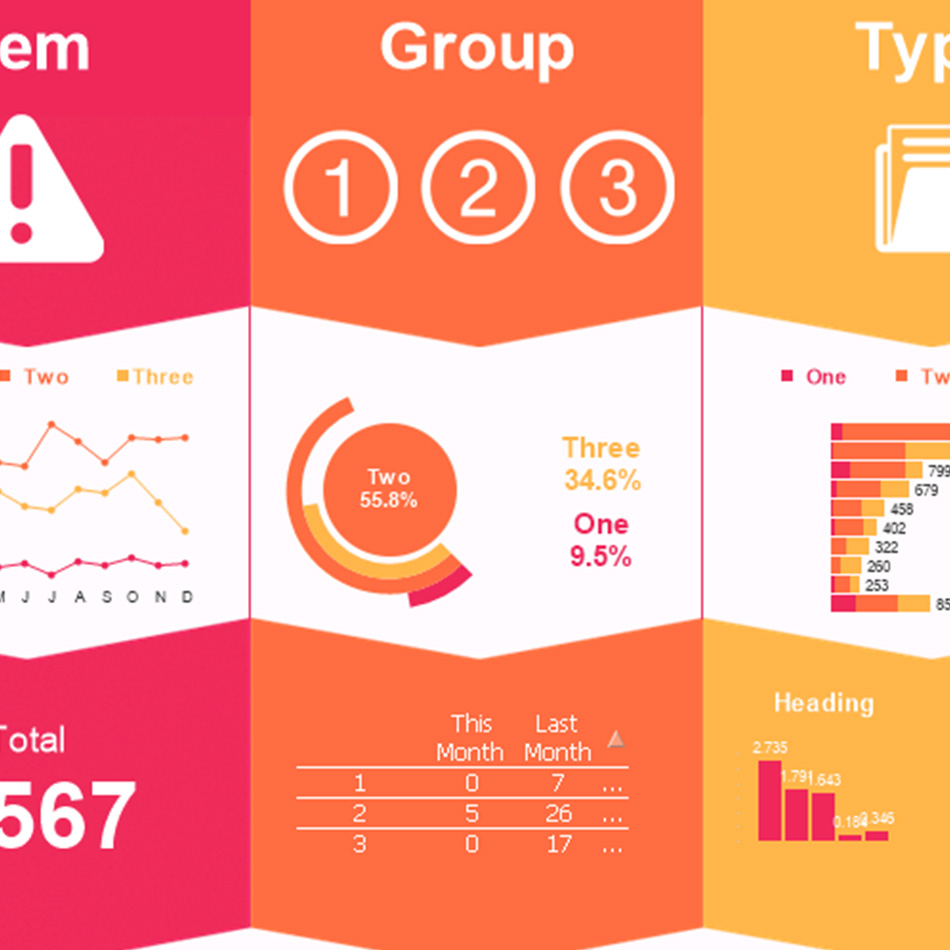 em
Group
Typ
1 2 3
Two Three
One Tw
Two
55.8%
Three
34.6%
One
9.5%
799
679
458
402
322
260
253
85
M J J A S O N D
Total
567
This Last
Month Month
1 0 7 ...
2 5 26 ...
3 0 17 ...
Heading
2.735
1.791
1.643
0.184